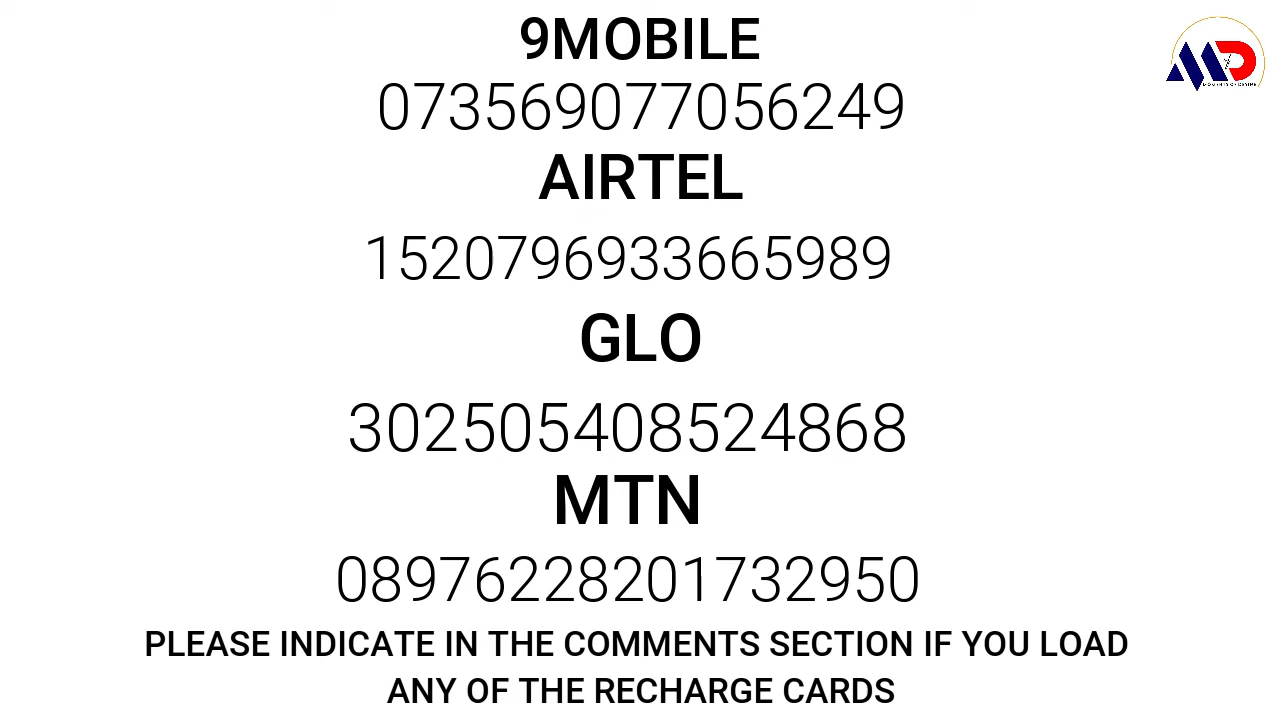 9MOBILE
073569077056249
AIRTEL
1520796933665989
GLO
302505408524868
MTN
08976228201732950
PLEASE INDICATE IN THE COMMENTS SECTION IF YOU LOAD
ANY OF THE RECHARGE CARDS